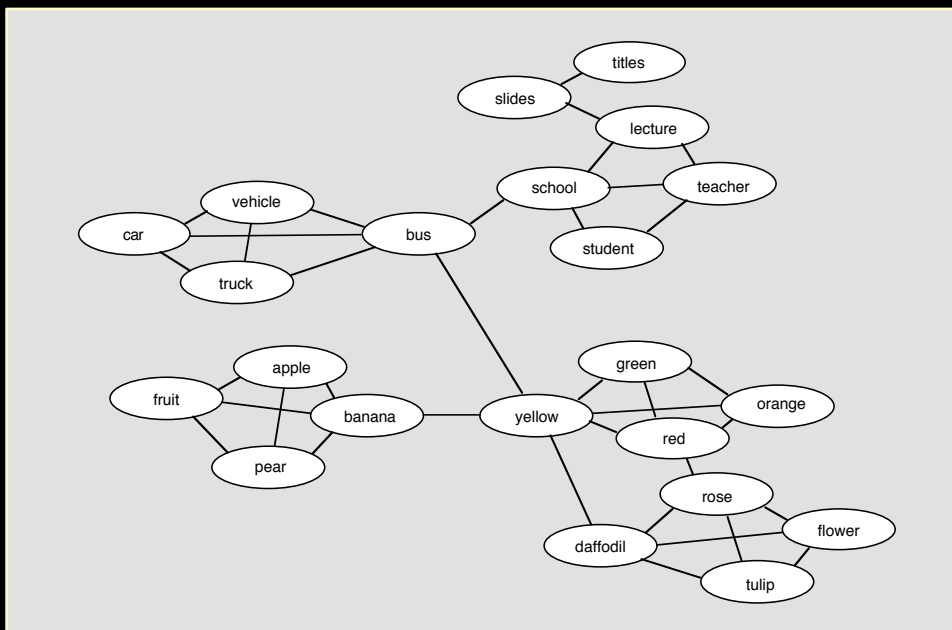 titles
slides
lecture
school
teacher
vehicle
car
bus
student
truck
green
apple
fruit
orange
banana
yellow
red
pear
rose
flower
daffodil
tulip